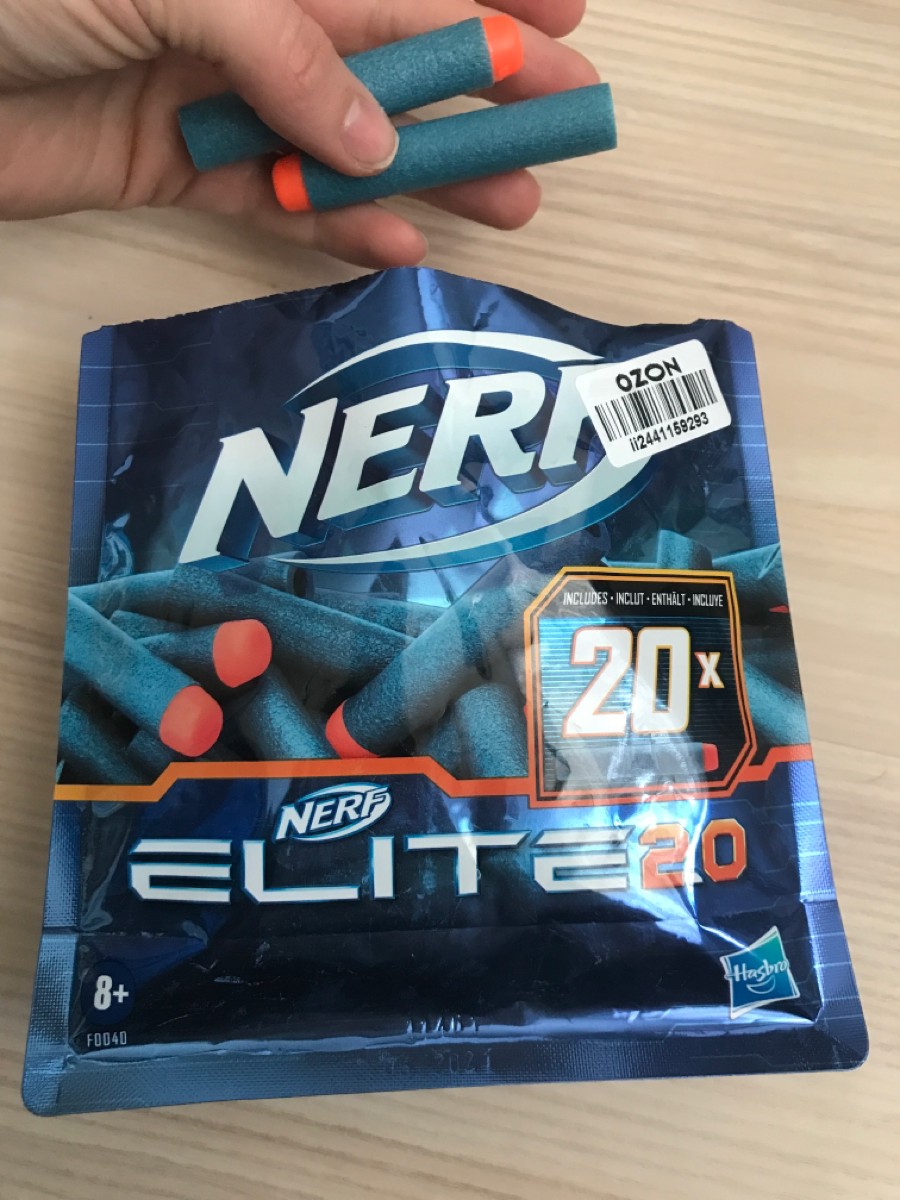 NERF
OZON
ii2441159293
INCLUDES • INCLUT • ENTHÄLT • INCLUYE
20x
NERF
ELITE 2.0
8+
F0040
Hasbro